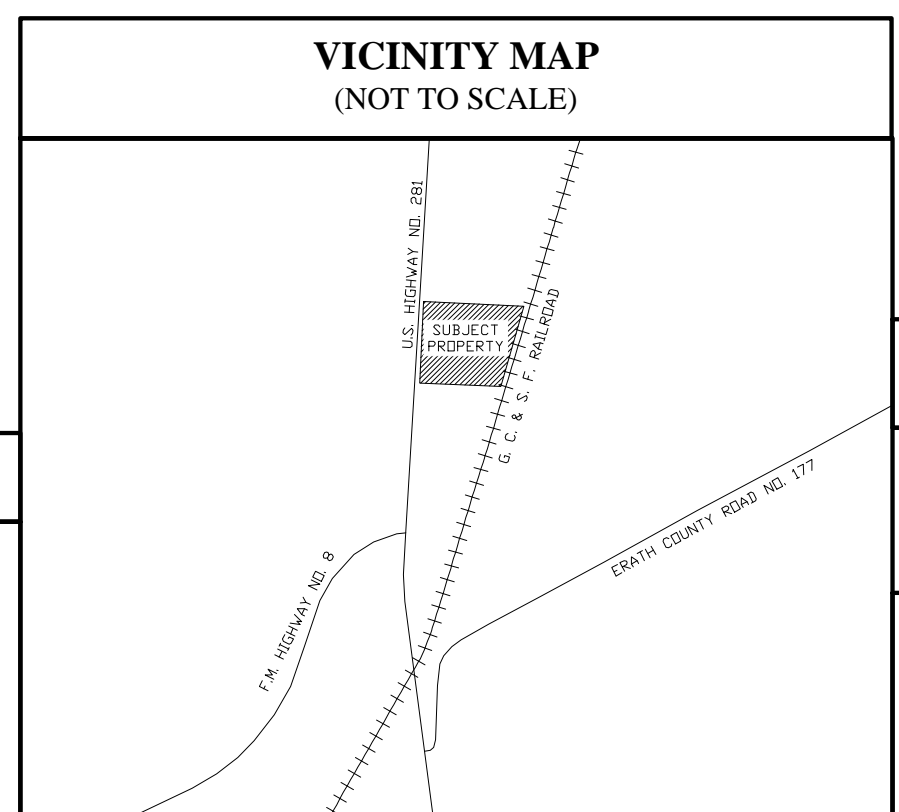 VICINITY MAP
(NOT TO SCALE)
U.S. HIGHWAY NO. 281
SUBJECT
PROPERTY
G. C. & S. F. RAILROAD
ERATH COUNTY ROAD NO. 177
F.M. HIGHWAY NO. 8